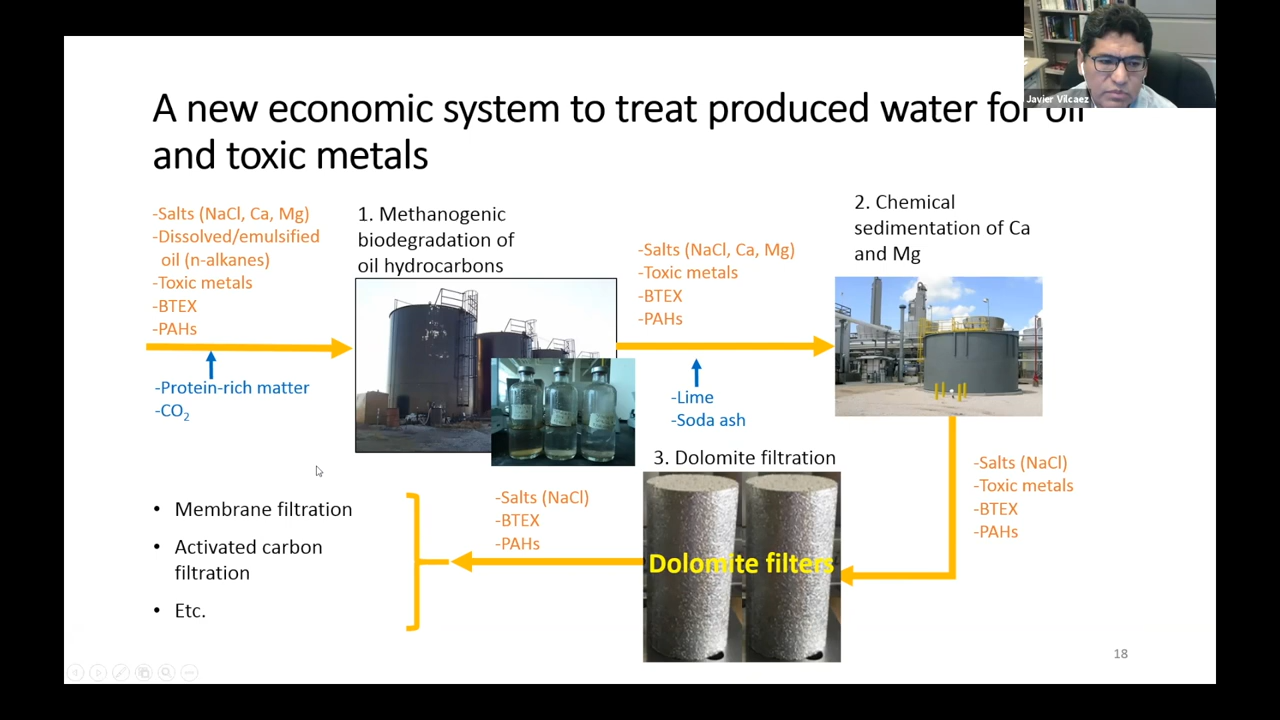 Javier Vilcaez
A new economic system to treat produced water for oil
and toxic metals
-Salts (NaCl, Ca, Mg)
-Dissolved/emulsified
oil (n-alkanes)
-Toxic metals
-BTEX
-PAHs
-Protein-rich matter
-CO₂
1. Methanogenic
biodegradation of
oil hydrocarbons
-Salts (NaCl, Ca, Mg)
-Toxic metals
-BTEX
-PAHs
-Lime
-Soda ash
2. Chemical
sedimentation of Ca
and Mg
-Salts (NaCl)
-Toxic metals
-BTEX
-PAHs
3. Dolomite filtration
Dolomite filters
-Salts (NaCl)
-BTEX
-PAHs
• Membrane filtration
• Activated carbon
filtration
• Etc.
18